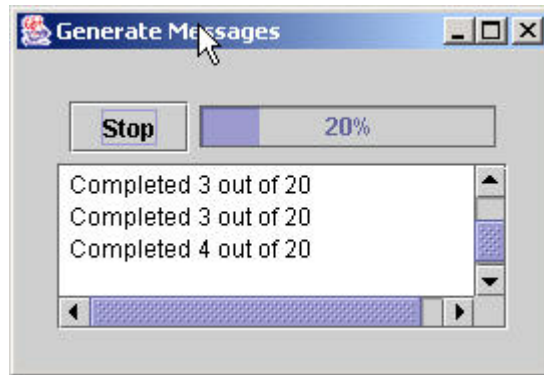 Generate Messages
Stop
20%
Completed 3 out of 20
Completed 3 out of 20
Completed 4 out of 20